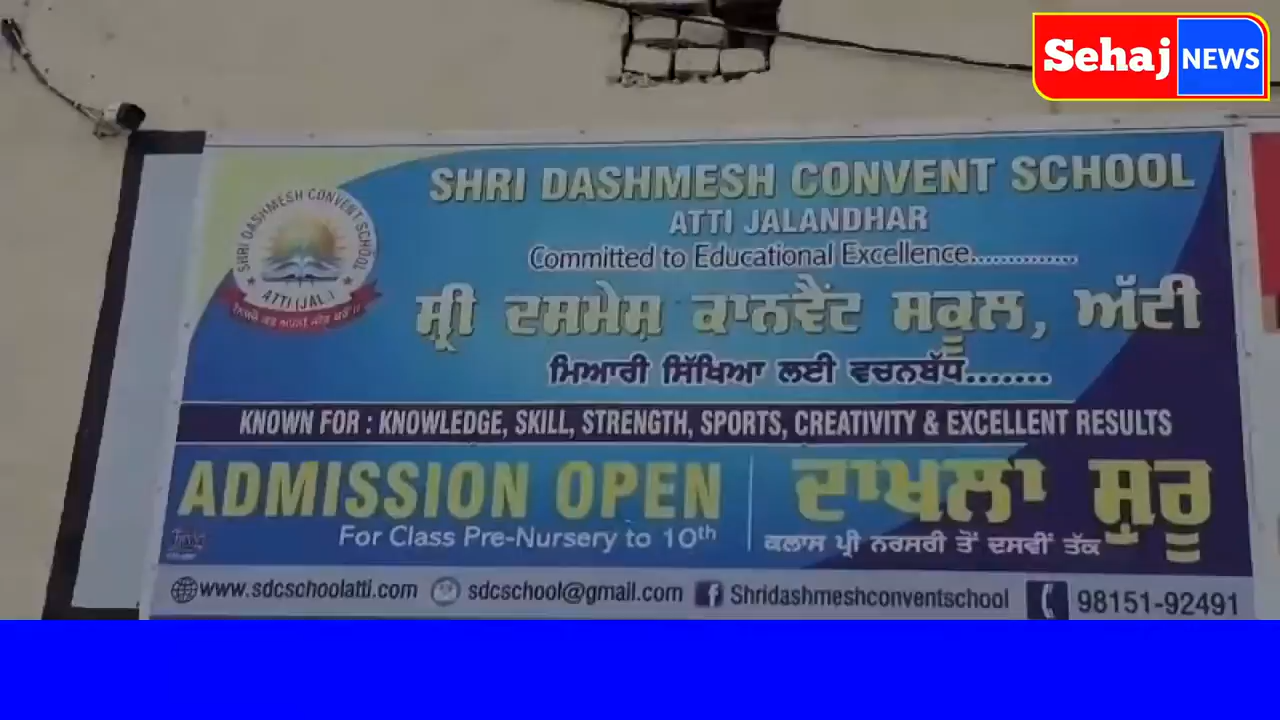 Sehaj NEWS
SHRI DASHMESH CONVENT SCHOOL
ATTI JALANDHAR
Committed to Educational Excellence..............
SHRI DASHMESH CONVENT SCHOOL
ATTI (JAL.)
ਸ਼੍ਰੀ ਦਸਮੇਸ਼ ਕਾਨਵੈਂਟ ਸਕੂਲ, ਅੱਟੀ
ਮਿਆਰੀ ਸਿੱਖਿਆ ਲਈ ਵਚਨਬੱਧ.......
KNOWN FOR : KNOWLEDGE, SKILL, STRENGTH, SPORTS, CREATIVITY & EXCELLENT RESULTS
ADMISSION OPEN
For Class Pre-Nursery to 10th
ਦਾਖਲਾ ਸ਼ੁਰੂ
ਕਲਾਸ ਪ੍ਰੀ ਨਰਸਰੀ ਤੋਂ ਦਸਵੀਂ ਤੱਕ
www.sdcschoolatti.com sdcschool@gmail.com Shridashmeshconventschool 98151-92491